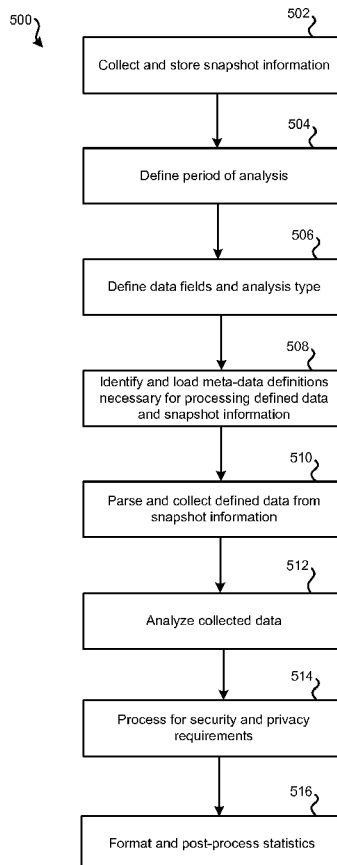 500
502
Collect and store snapshot information
504
Define period of analysis
506
Define data fields and analysis type
508
Identify and load meta-data definitions
necessary for processing defined data
and snapshot information
510
Parse and collect defined data from
snapshot information
512
Analyze collected data
514
Process for security and privacy
requirements
516
Format and post-process statistics